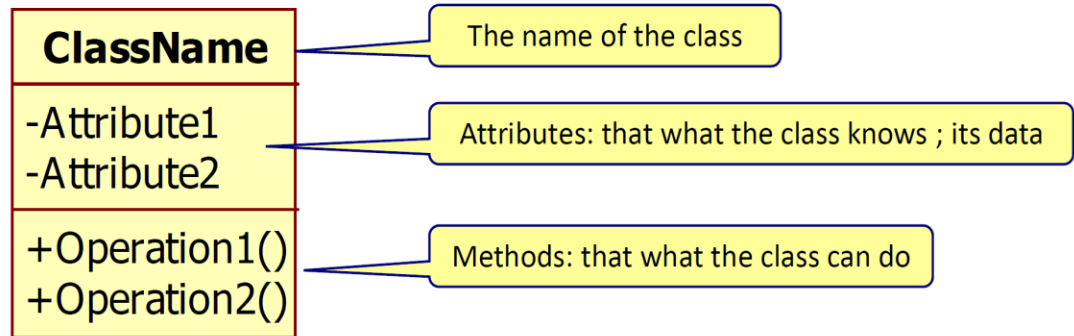 ClassName
The name of the class
-Attribute1
-Attribute2
Attributes: that what the class knows ; its data
+Operation1()
+Operation2()
Methods: that what the class can do